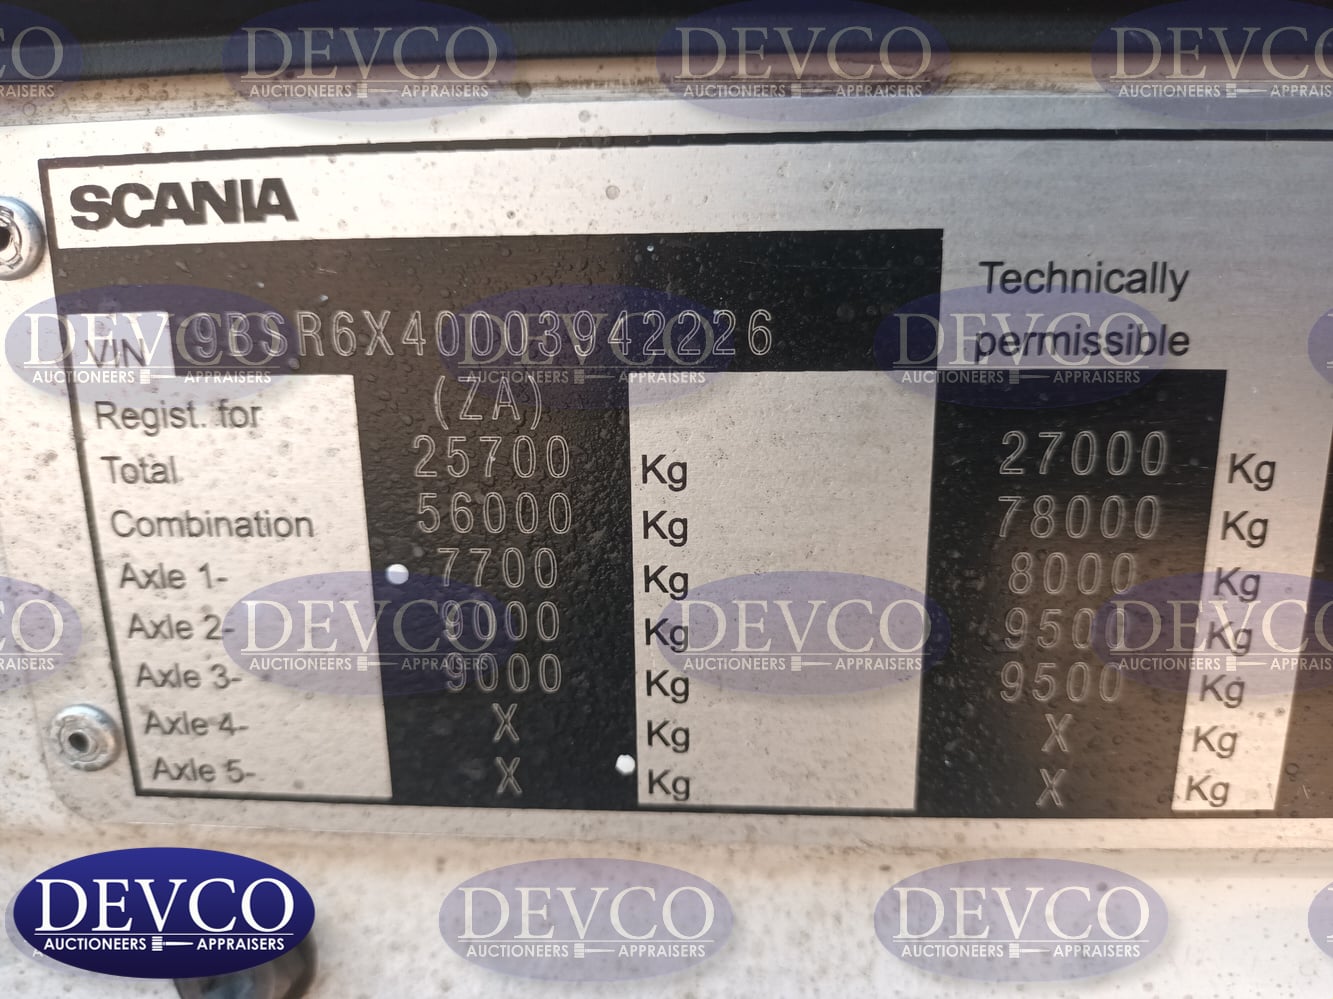 SCANIA
Technically
permissible
VIN 9BSR6X40003942226
Regist. for (ZA)
Total 25700 Kg 27000 Kg
Combination 56000 Kg 78000 Kg
Axle 1- 7700 Kg 8000 Kg
Axle 2- 9000 Kg 9500 Kg
Axle 3- 9000 Kg 9500 Kg
Axle 4- X Kg X Kg
Axle 5- X Kg X Kg
DEVCO
AUCTIONEERS APPRAISERS